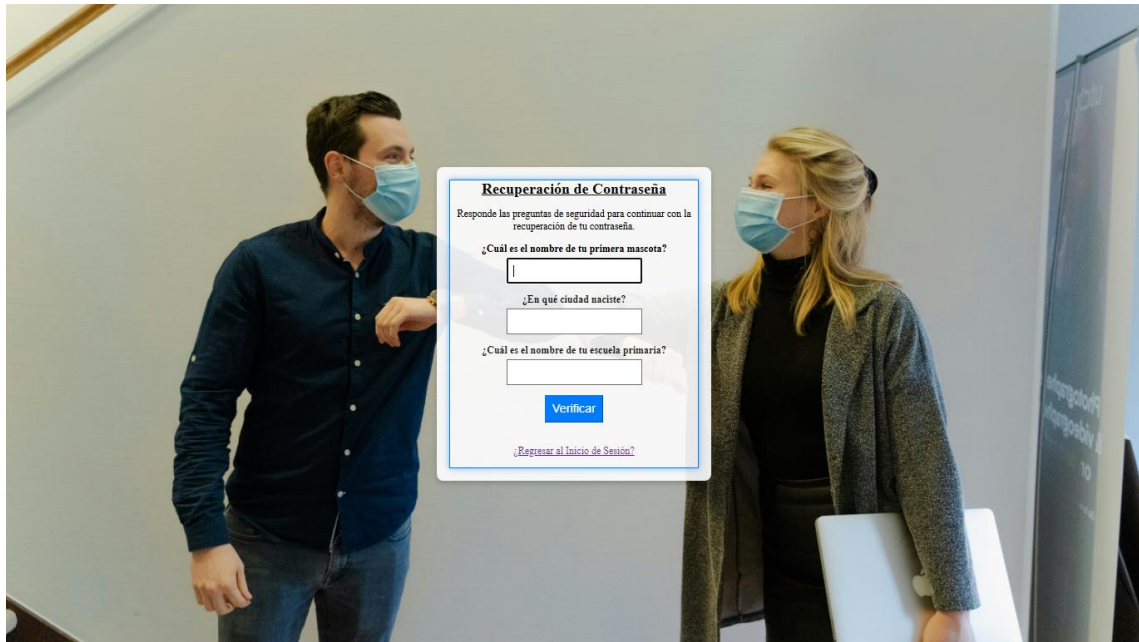 Recuperación de Contraseña
Responde las preguntas de seguridad para continuar con la
recuperación de tu contraseña.
¿Cuál es el nombre de tu primera mascota?
¿En qué ciudad naciste?
¿Cuál es el nombre de tu escuela primaria?
Verificar
¿Regresar al Inicio de Sesión?
Photographe
& videographe